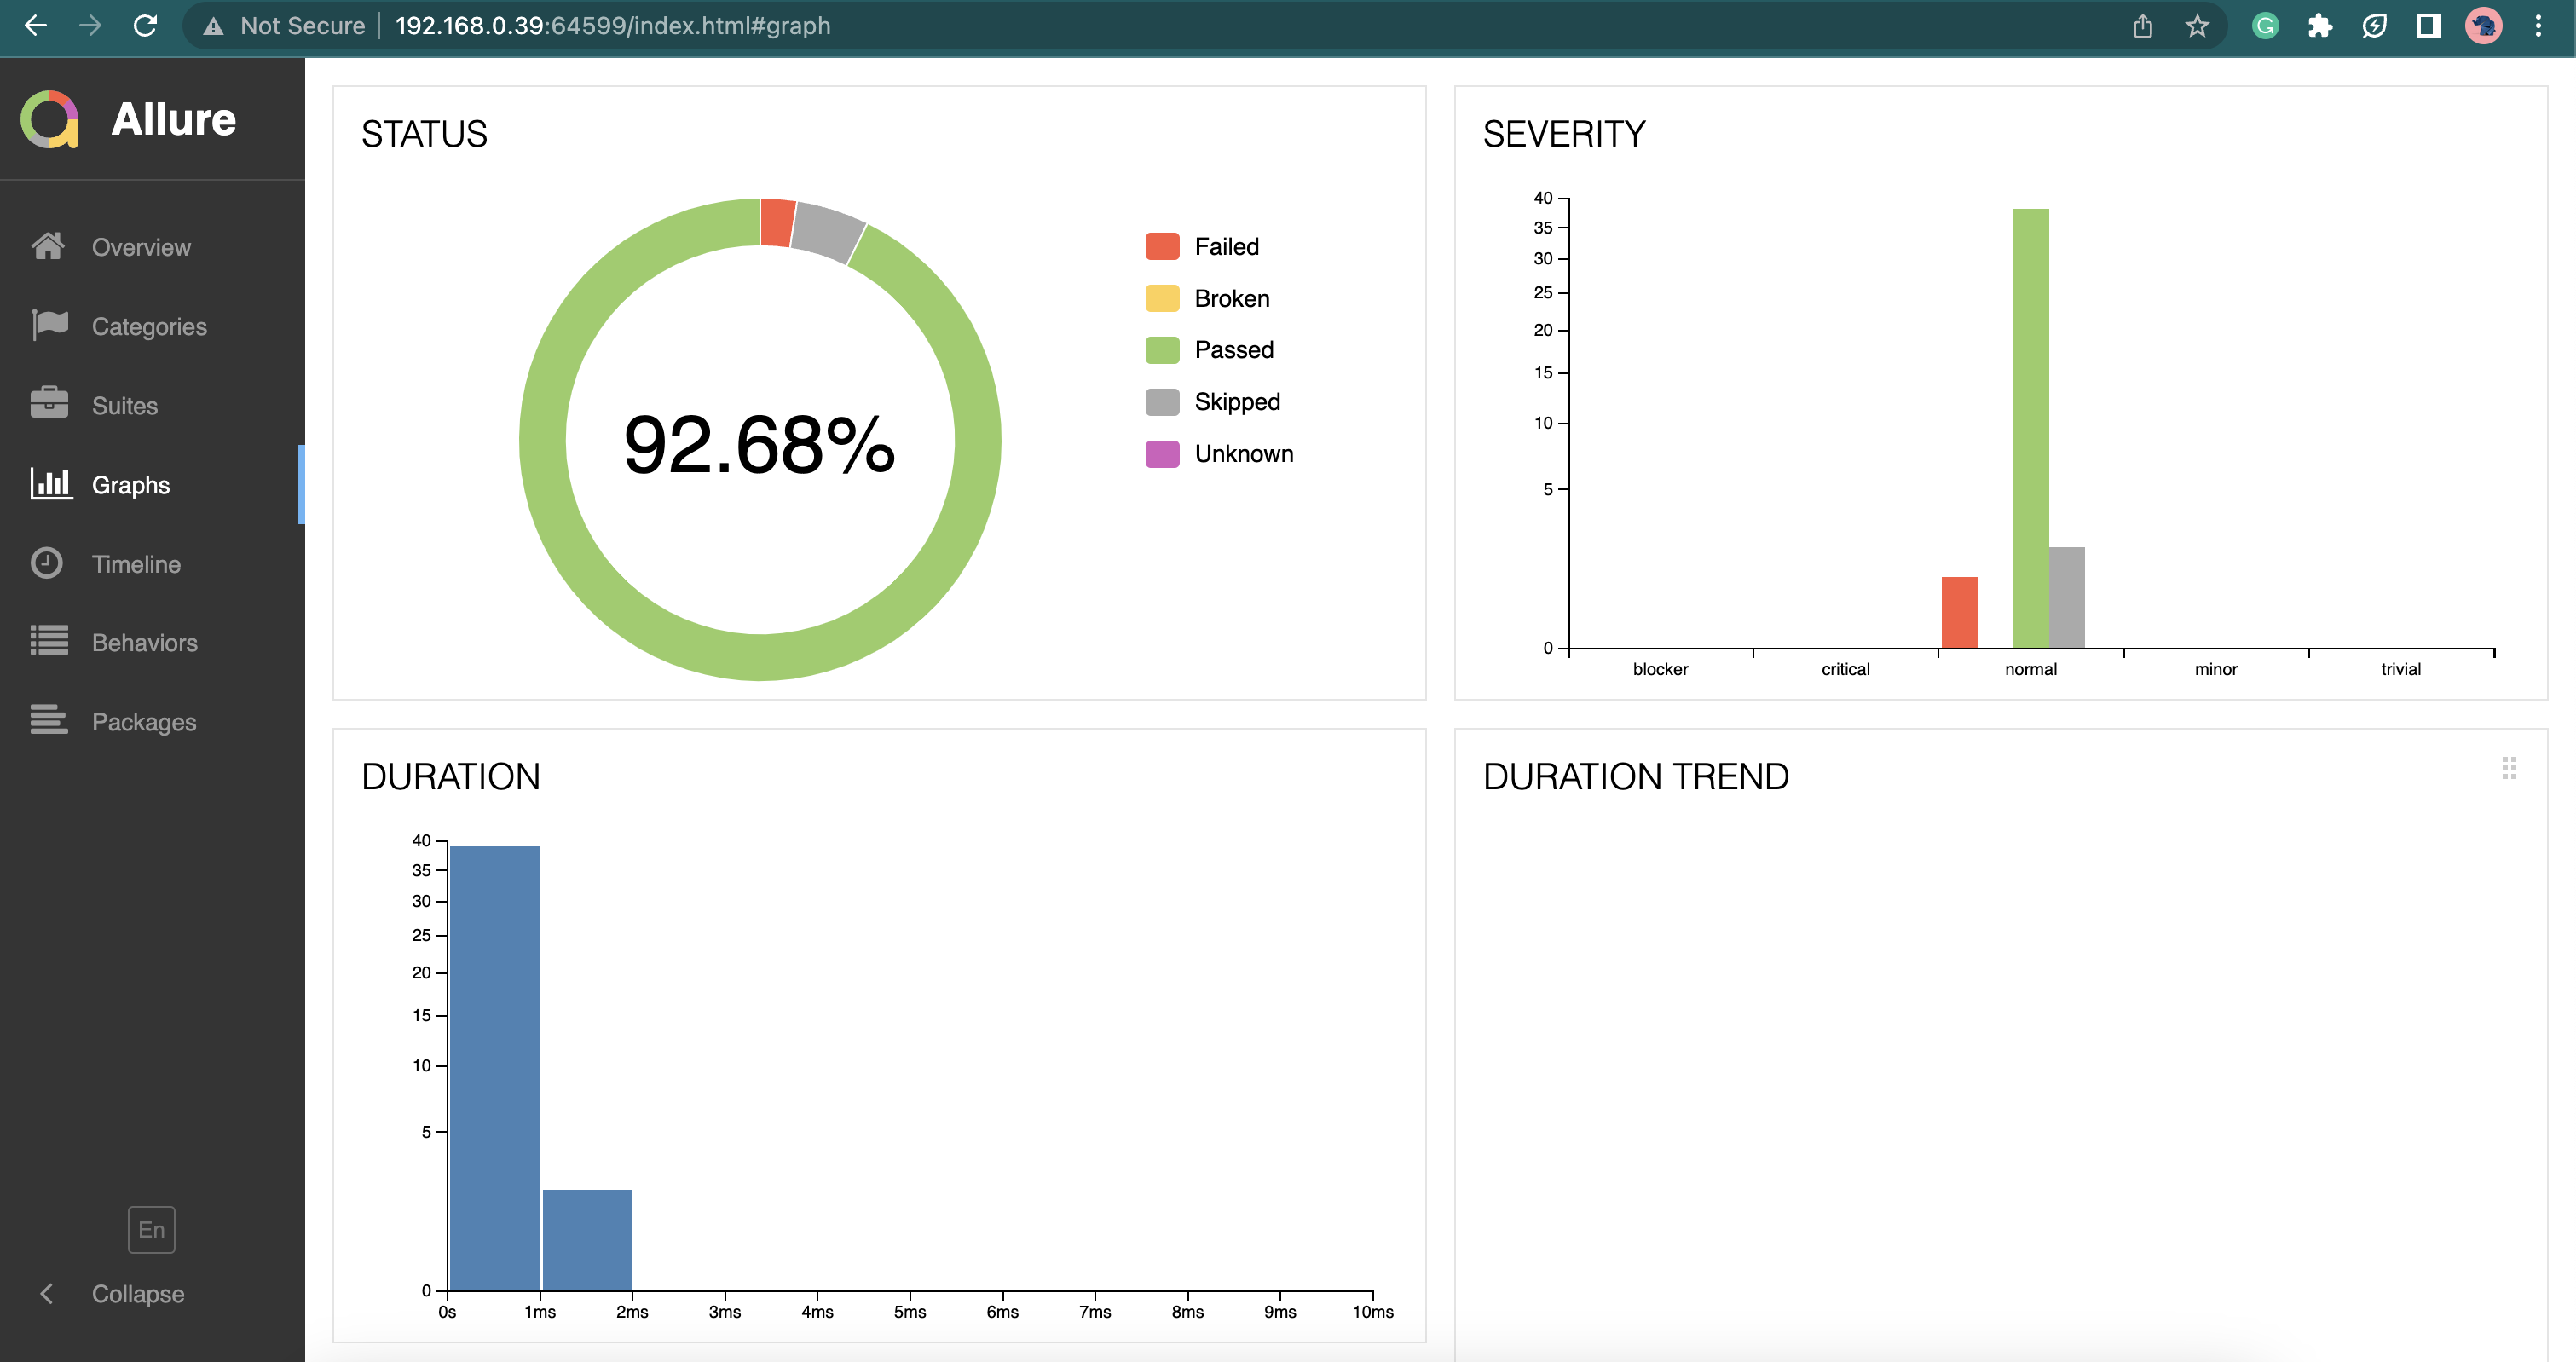 Not Secure 192.168.0.39:64599/index.html#graph
Allure
Overview
Categories
Suites
Graphs
Timeline
Behaviors
Packages
En
Collapse
STATUS
92.68%
Failed
Broken
Passed
Skipped
Unknown
SEVERITY
40
35
30
25
20
15
10
5
0
blocker critical normal minor trivial
DURATION
40
35
30
25
20
15
10
5
0
0s 1ms 2ms 3ms 4ms 5ms 6ms 7ms 8ms 9ms 10ms
DURATION TREND